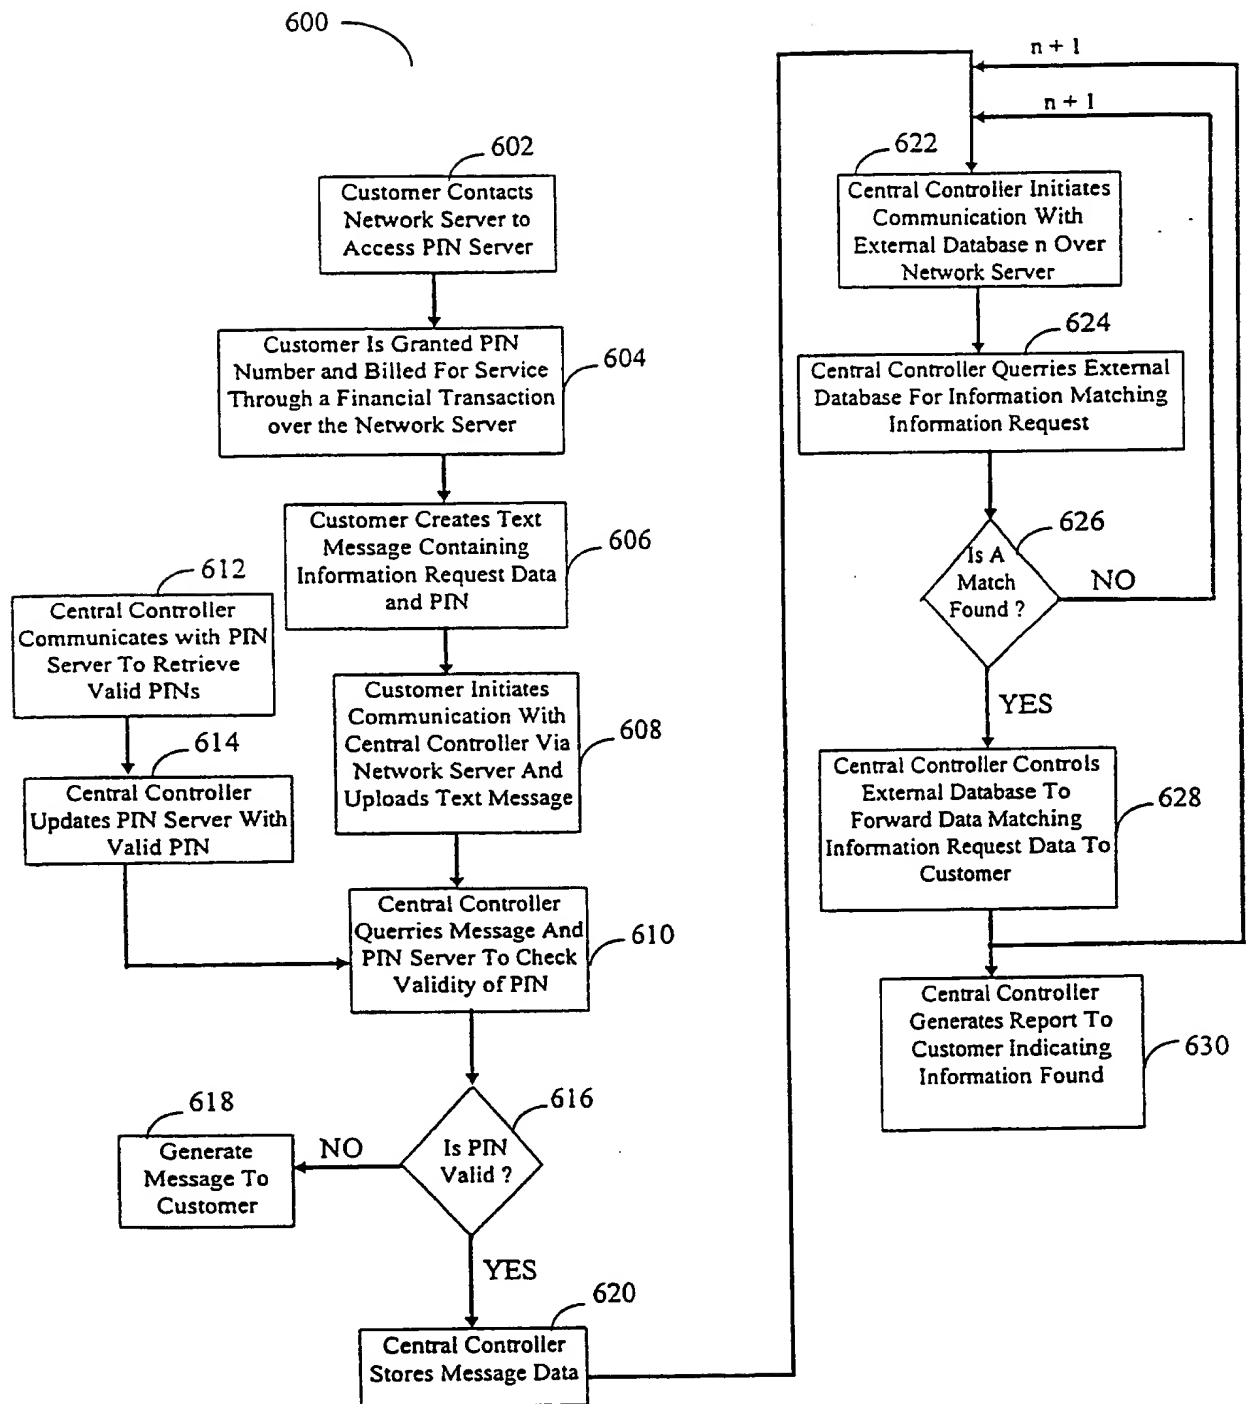 600
602
Customer Contacts
Network Server to
Access PIN Server
604
Customer Is Granted PIN
Number and Billed For Service
Through a Financial Transaction
over the Network Server
606
Customer Creates Text
Message Containing
Information Request Data
and PIN
612
Central Controller
Communicates with PIN
Server To Retrieve
Valid PINs
608
Customer Initiates
Communication With
Central Controller Via
Network Server And
Uploads Text Message
614
Central Controller
Updates PIN Server With
Valid PIN
610
Central Controller
Querries Message And
PIN Server To Check
Validity of PIN
616
Is PIN
Valid ?
NO
618
Generate
Message To
Customer
YES
620
Central Controller
Stores Message Data
n + 1
n + 1
622
Central Controller Initiates
Communication With
External Database n Over
Network Server
624
Central Controller Querries External
Database For Information Matching
Information Request
626
Is A
Match
Found ?
NO
YES
628
Central Controller Controls
External Database To
Forward Data Matching
Information Request Data To
Customer
630
Central Controller
Generates Report To
Customer Indicating
Information Found